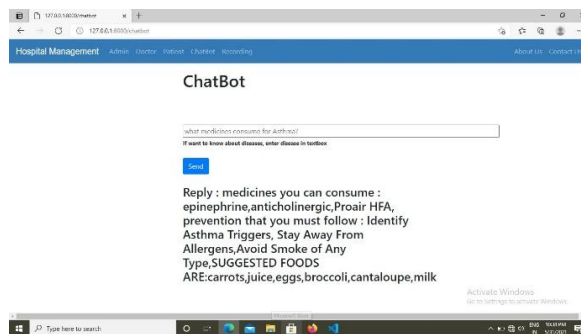 127.0.0.1:8000/chatbot
127.0.0.1:8000/chatbot
Hospital Management Admin Doctor Patient Chatbot Recording About Us Contact Us
ChatBot
what medicines consume for Asthma?
If want to know about diseases, enter disease in textbox
Send
Reply : medicines you can consume :
epinephrine,anticholinergic,Proair HFA,
prevention that you must follow : Identify
Asthma Triggers, Stay Away From
Allergens,Avoid Smoke of Any
Type,SUGGESTED FOODS
ARE:carrots,juice,eggs,broccoli,cantaloupe,milk
Activate Windows
Go to Settings to activate Windows.
Type here to search
ENG
IN